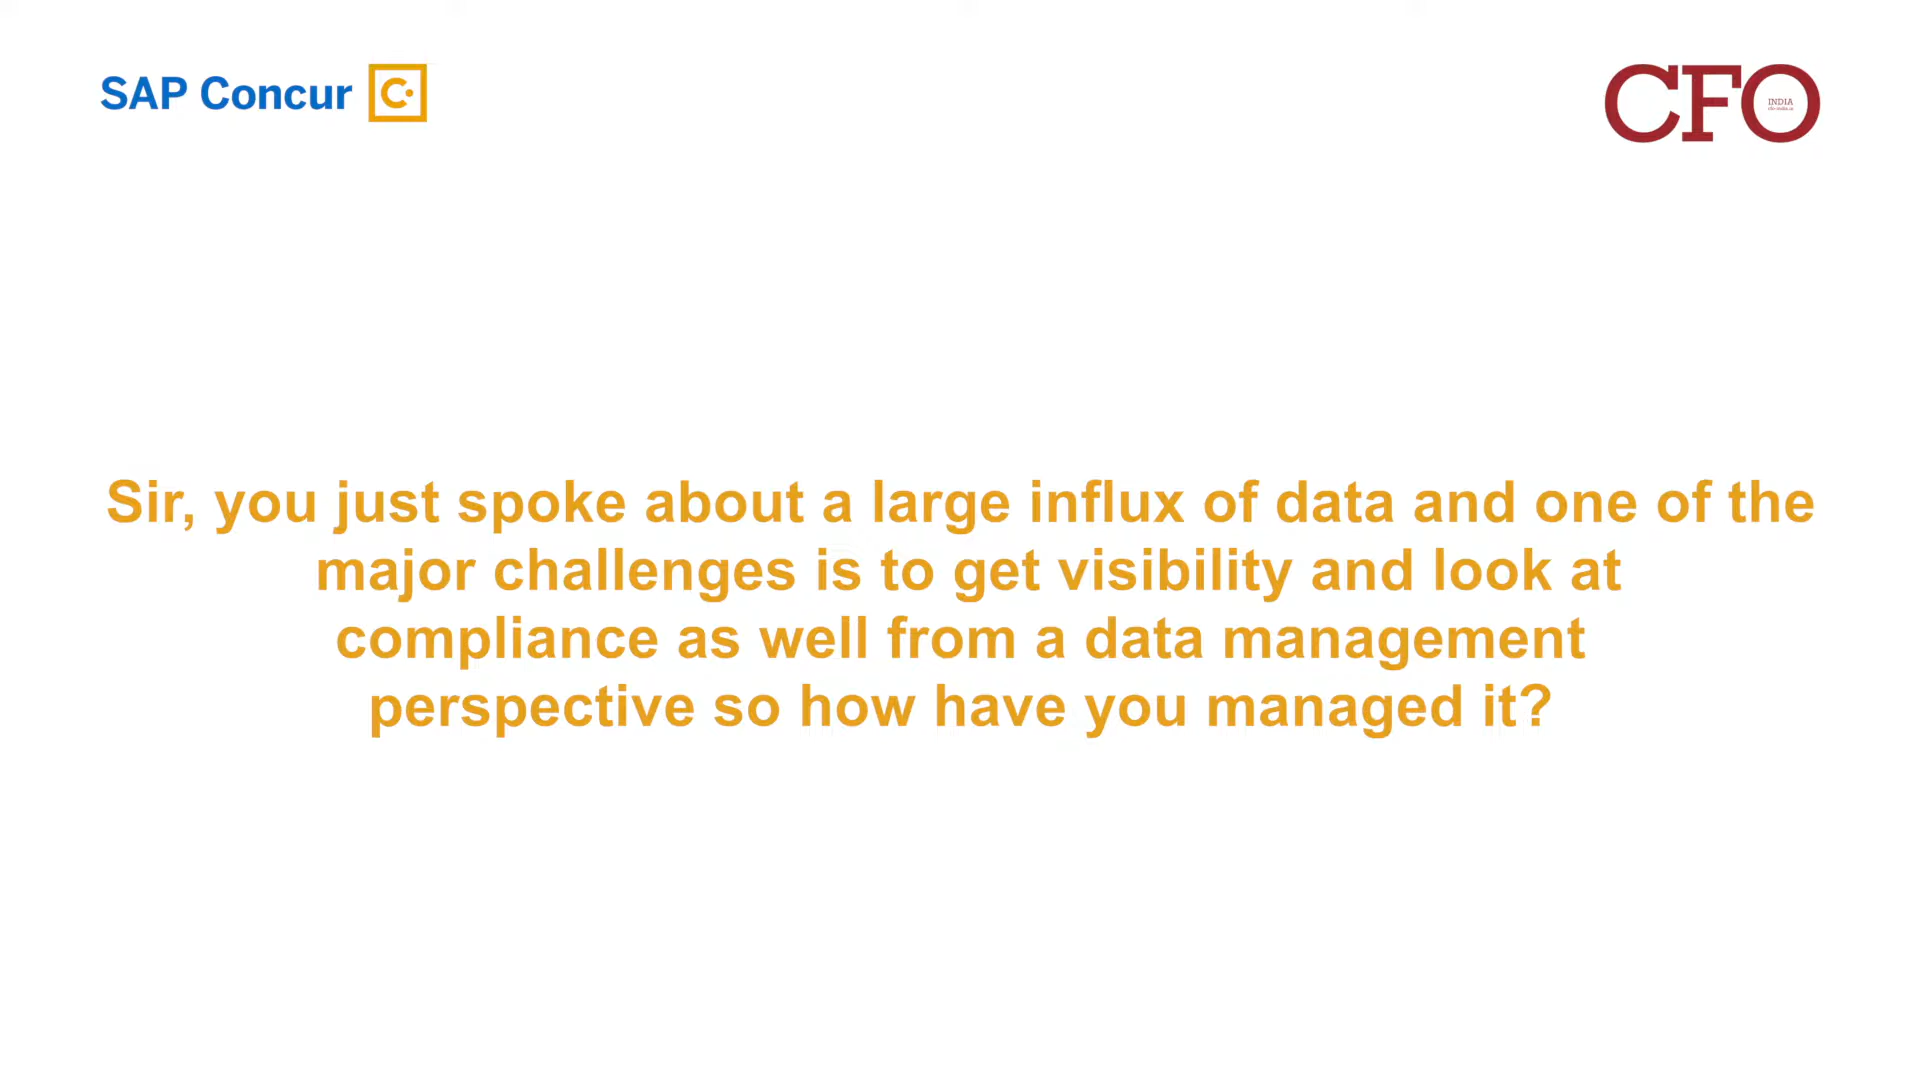 SAP Concur C.
CFO
INDIA
Sir, you just spoke about a large influx of data and one of the
major challenges is to get visibility and look at
compliance as well from a data management
perspective so how have you managed it?